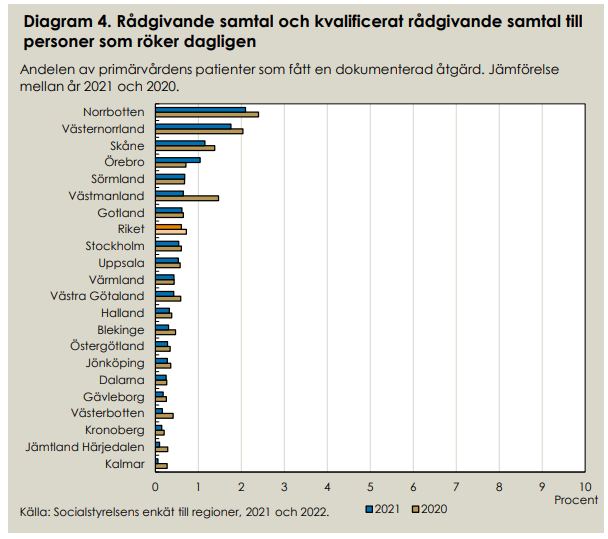 Diagram 4. Rådgivande samtal och kvalificerat rådgivande samtal till
personer som röker dagligen
Andelen av primärvårdens patienter som fått en dokumenterad åtgärd. Jämförelse
mellan år 2021 och 2020.
Norrbotten
Västernorrland
Skåne
Örebro
Sörmland
Västmanland
Gotland
Riket
Stockholm
Uppsala
Värmland
Västra Götaland
Halland
Blekinge
Östergötland
Jönköping
Dalarna
Gävleborg
Västerbotten
Kronoberg
Jämtland Härjedalen
Kalmar
0 1 2 3 4 5 6 7 8 9 10
Procent
2021 2020
Källa: Socialstyrelsens enkät till regioner, 2021 och 2022.